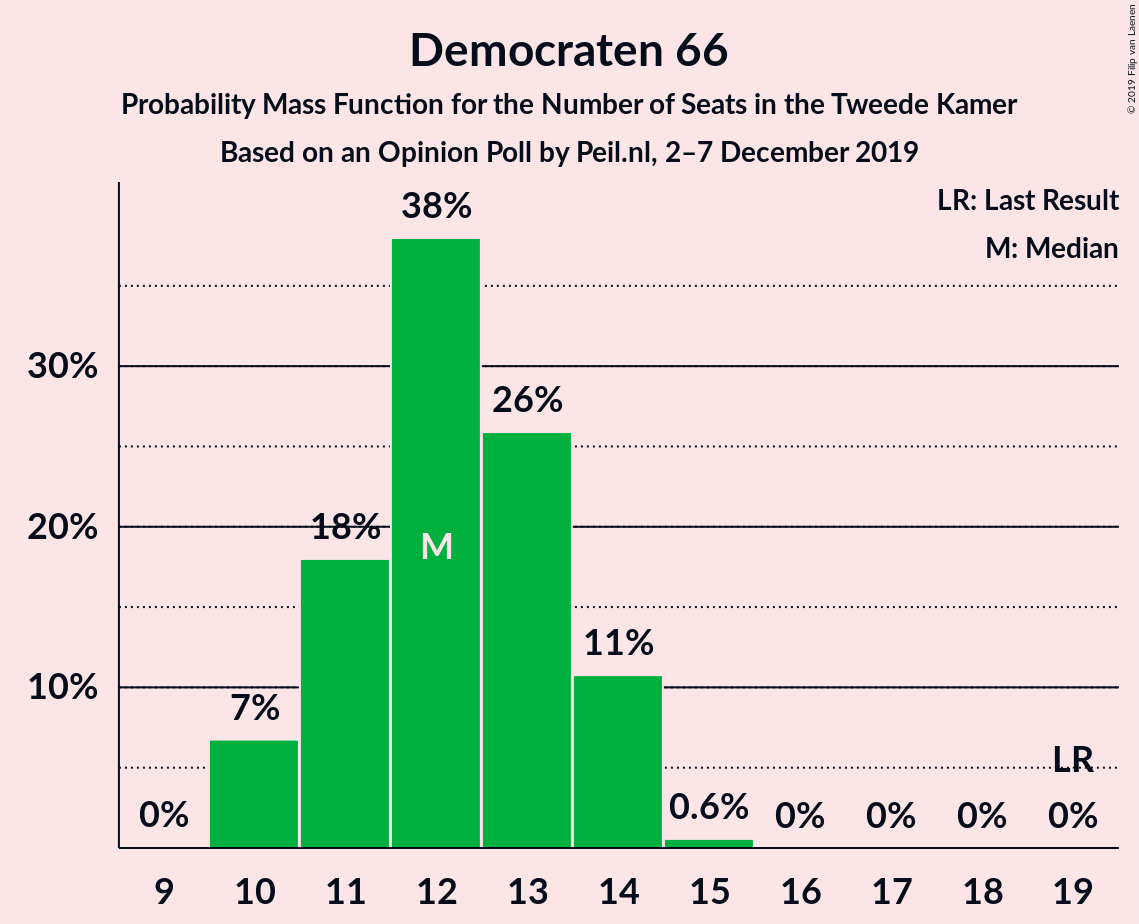 Democraten 66
Probability Mass Function for the Number of Seats in the Tweede Kamer
Based on an Opinion Poll by Peil.nl, 2–7 December 2019
© 2019 Filip van Laenen
LR: Last Result
M: Median
38%
30%
26%
20%
18%
M
11%
10%
7%
LR
0%
0.6%
0%
0%
0%
0%
9 10 11 12 13 14 15 16 17 18 19